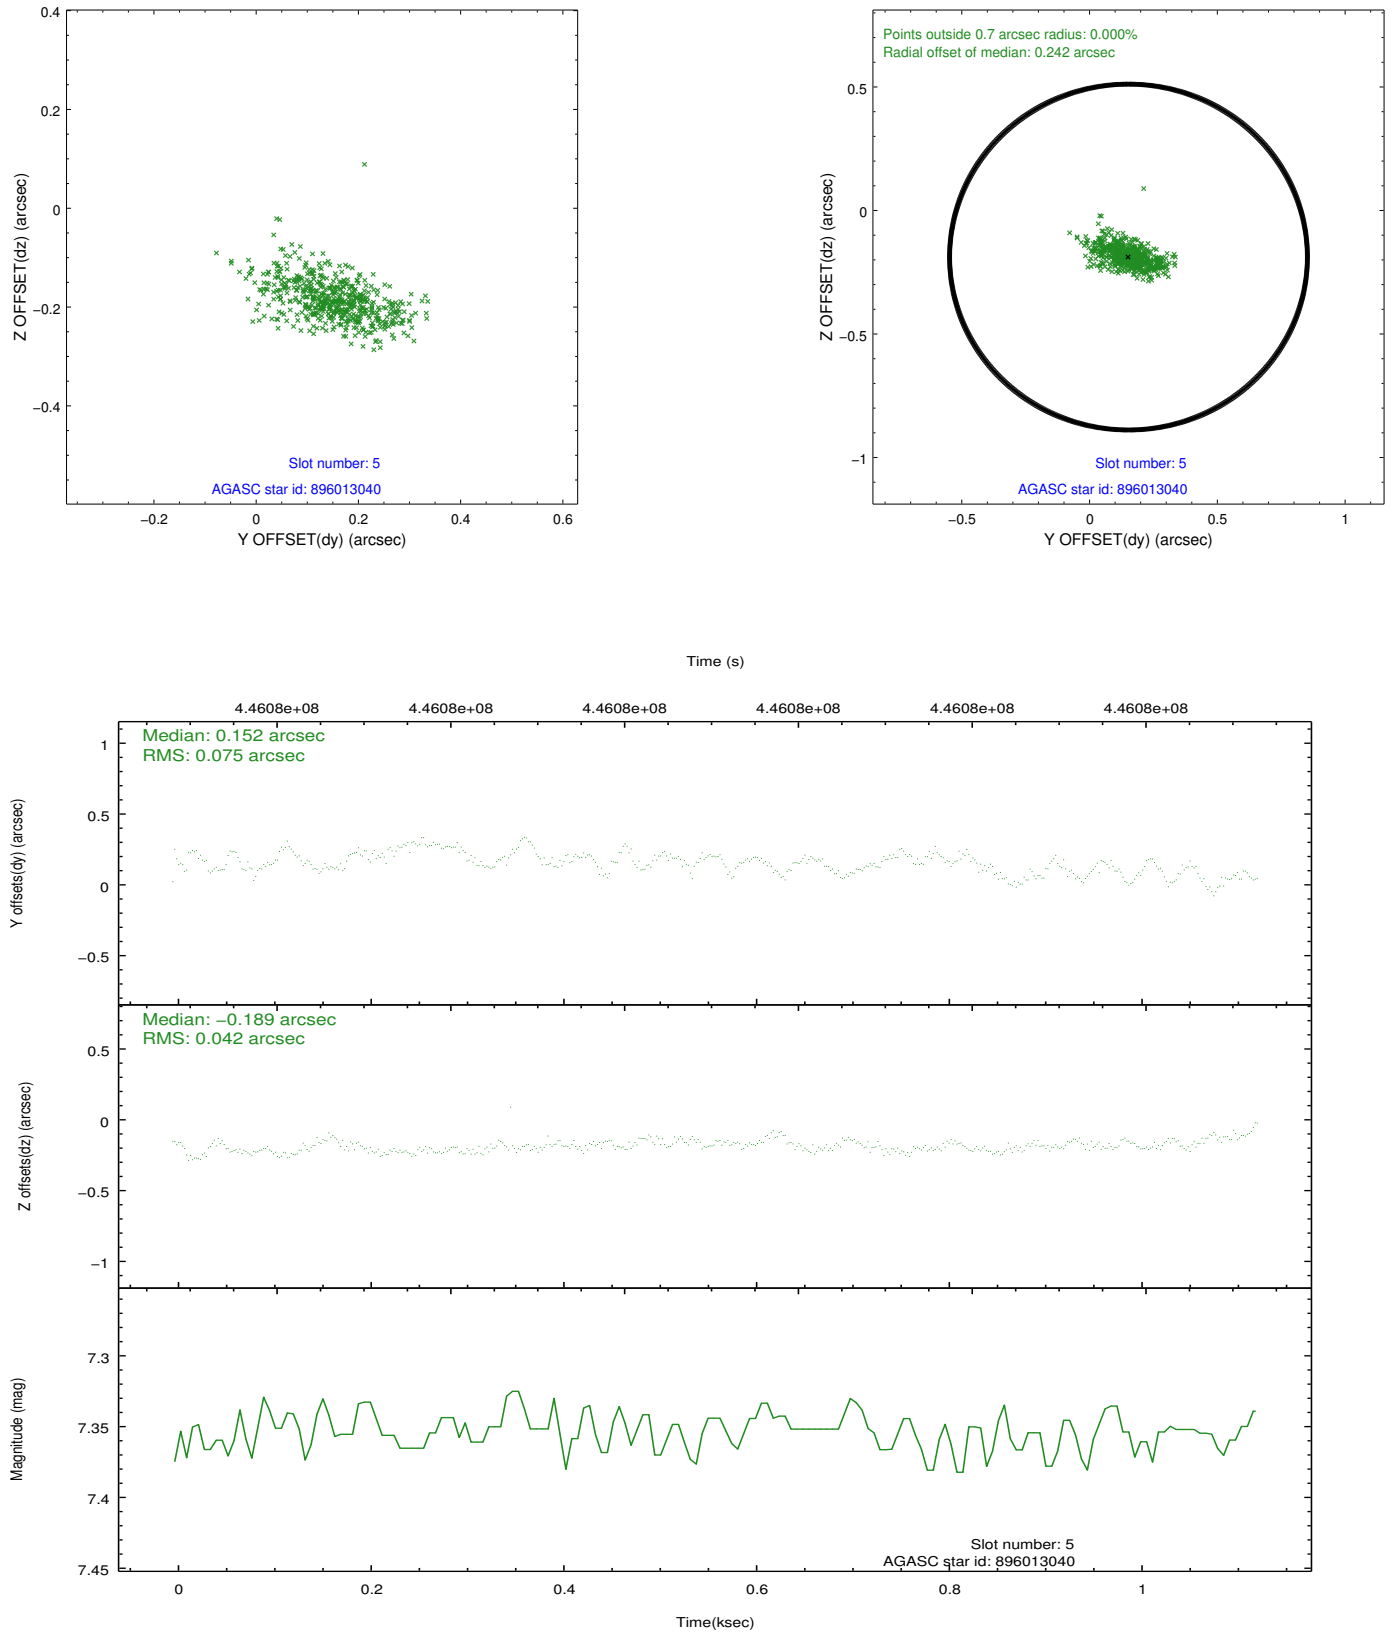 0.4
0.2
0
−0.2
−0.4
Z OFFSET(dz) (arcsec)
Slot number: 5
AGASC star id: 896013040
−0.2 0 0.2 0.4 0.6
Y OFFSET(dy) (arcsec)
Points outside 0.7 arcsec radius: 0.000%
Radial offset of median: 0.242 arcsec
0.5
0
−0.5
−1
Z OFFSET(dz) (arcsec)
Slot number: 5
AGASC star id: 896013040
−0.5 0 0.5 1
Y OFFSET(dy) (arcsec)
Time (s)
4.4608e+08 4.4608e+08 4.4608e+08 4.4608e+08 4.4608e+08 4.4608e+08
Median: 0.152 arcsec
RMS: 0.075 arcsec
1
0.5
0
−0.5
Y offsets(dy) (arcsec)
Median: −0.189 arcsec
RMS: 0.042 arcsec
0.5
0
−0.5
−1
Z offsets(dz) (arcsec)
7.3
7.35
7.4
7.45
Magnitude (mag)
Slot number: 5
AGASC star id: 896013040
0 0.2 0.4 0.6 0.8 1
Time(ksec)